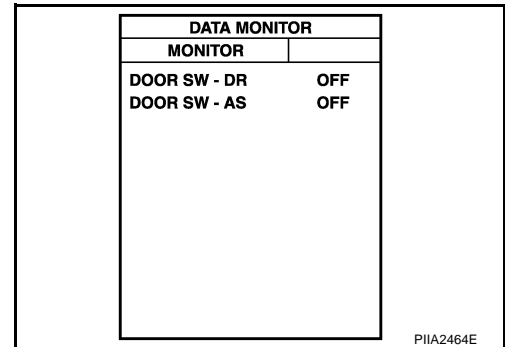 DATA MONITOR
MONITOR
DOOR SW - DR OFF
DOOR SW - AS OFF
PIIA2464E